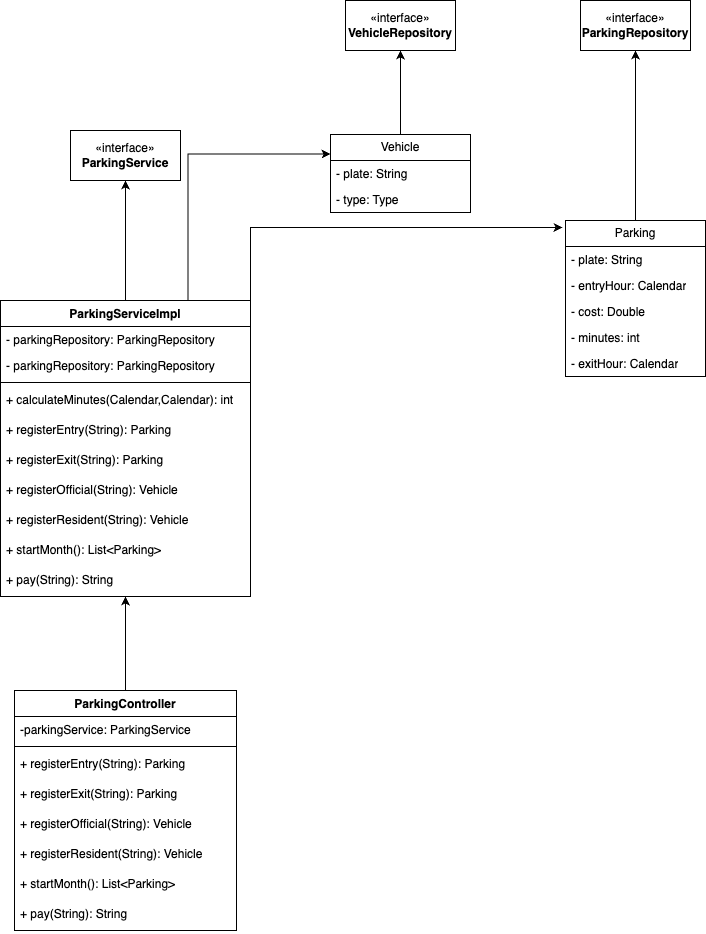 «interface»
VehicleRepository
«interface»
ParkingRepository
«interface»
ParkingService
Vehicle
- plate: String
- type: Type
Parking
- plate: String
- entryHour: Calendar
- cost: Double
- minutes: int
- exitHour: Calendar
ParkingServiceImpl
- parkingRepository: ParkingRepository
- parkingRepository: ParkingRepository
+ calculateMinutes(Calendar,Calendar): int
+ registerEntry(String): Parking
+ registerExit(String): Parking
+ registerOfficial(String): Vehicle
+ registerResident(String): Vehicle
+ startMonth(): List<Parking>
+ pay(String): String
ParkingController
-parkingService: ParkingService
+ registerEntry(String): Parking
+ registerExit(String): Parking
+ registerOfficial(String): Vehicle
+ registerResident(String): Vehicle
+ startMonth(): List<Parking>
+ pay(String): String